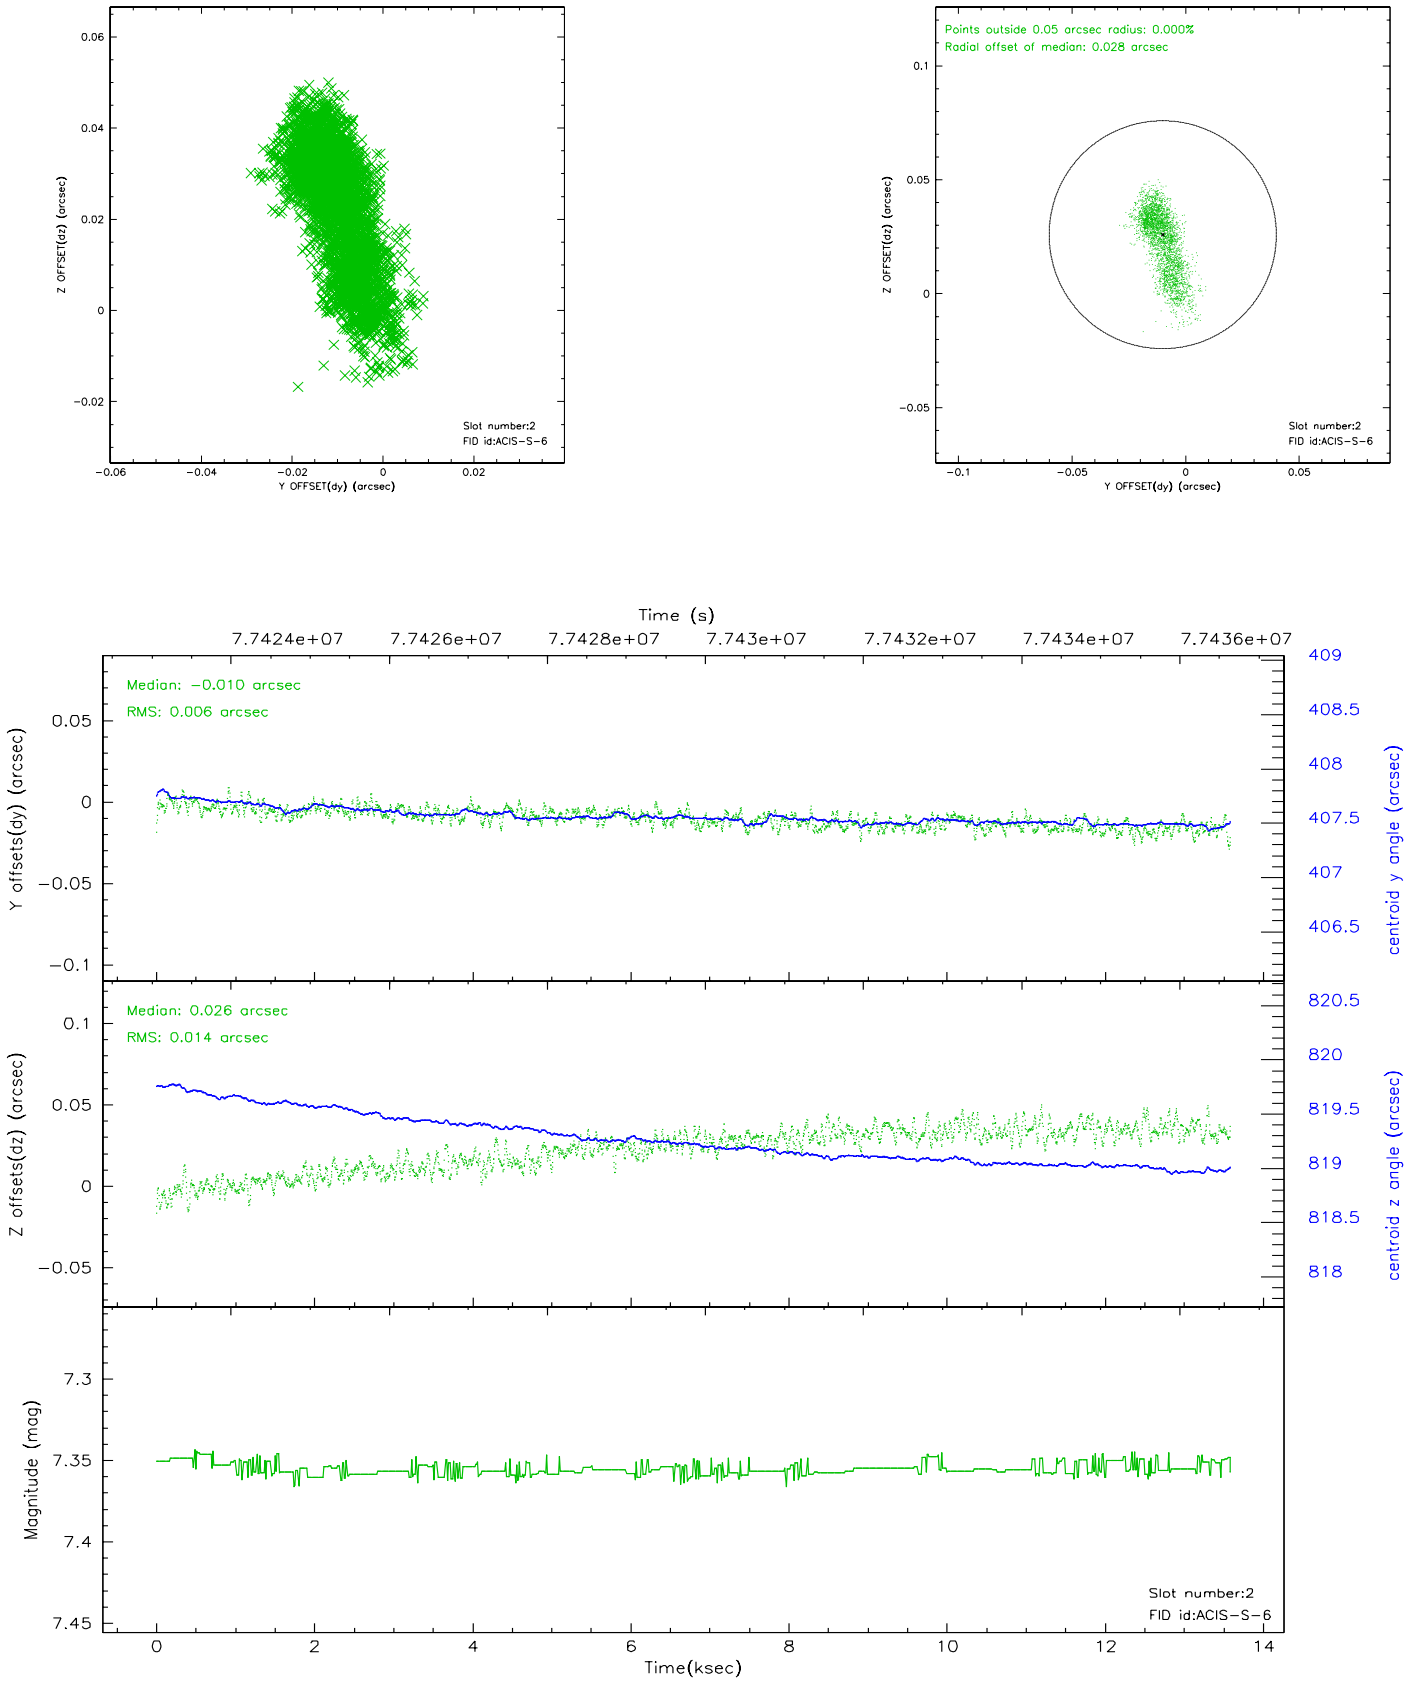 0.06
0.04
0.02
0
−0.02
Z OFFSET(dz) (arcsec)
−0.06
−0.04
−0.02
0
0.02
Y OFFSET(dy) (arcsec)
Slot number:2
FID id:ACIS−S−6
Points outside 0.05 arcsec radius: 0.000%
Radial offset of median: 0.028 arcsec
0.1
0.05
0
−0.05
Z OFFSET(dz) (arcsec)
−0.1
−0.05
0
0.05
Y OFFSET(dy) (arcsec)
Slot number:2
FID id:ACIS−S−6
Time (s)
7.7424e+07
7.7426e+07
7.7428e+07
7.743e+07
7.7432e+07
7.7434e+07
7.7436e+07
Median: −0.010 arcsec
RMS: 0.006 arcsec
0.05
0
−0.05
−0.1
Y offsets(dy) (arcsec)
409
408.5
408
407.5
407
406.5
centroid y angle (arcsec)
Median: 0.026 arcsec
RMS: 0.014 arcsec
0.1
0.05
0
−0.05
Z offsets(dz) (arcsec)
820.5
820
819.5
819
818.5
818
centroid z angle (arcsec)
7.3
7.35
7.4
7.45
Magnitude (mag)
Slot number:2
FID id:ACIS−S−6
0
2
4
6
8
10
12
14
Time(ksec)